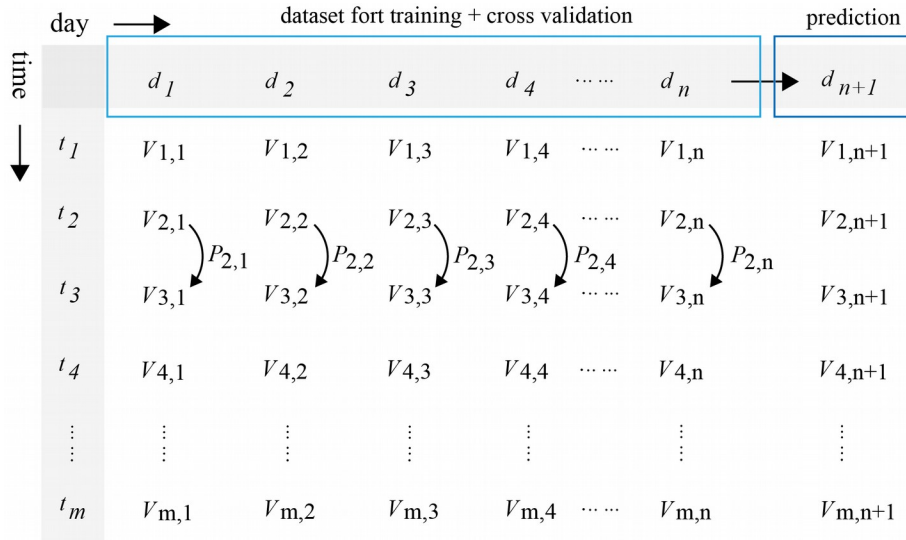 day dataset fort training + cross validation prediction
time
d1 d2 d3 d4 ... ... dn dn+1
t1 V1,1 V1,2 V1,3 V1,4 ... ... V1,n V1,n+1
t2 V2,1 V2,2 V2,3 V2,4 ... ... V2,n V2,n+1
P2,1 P2,2 P2,3 P2,4 P2,n
t3 V3,1 V3,2 V3,3 V3,4 ... ... V3,n V3,n+1
t4 V4,1 V4,2 V4,3 V4,4 ... ... V4,n V4,n+1
tm Vm,1 Vm,2 Vm,3 Vm,4 ... ... Vm,n Vm,n+1